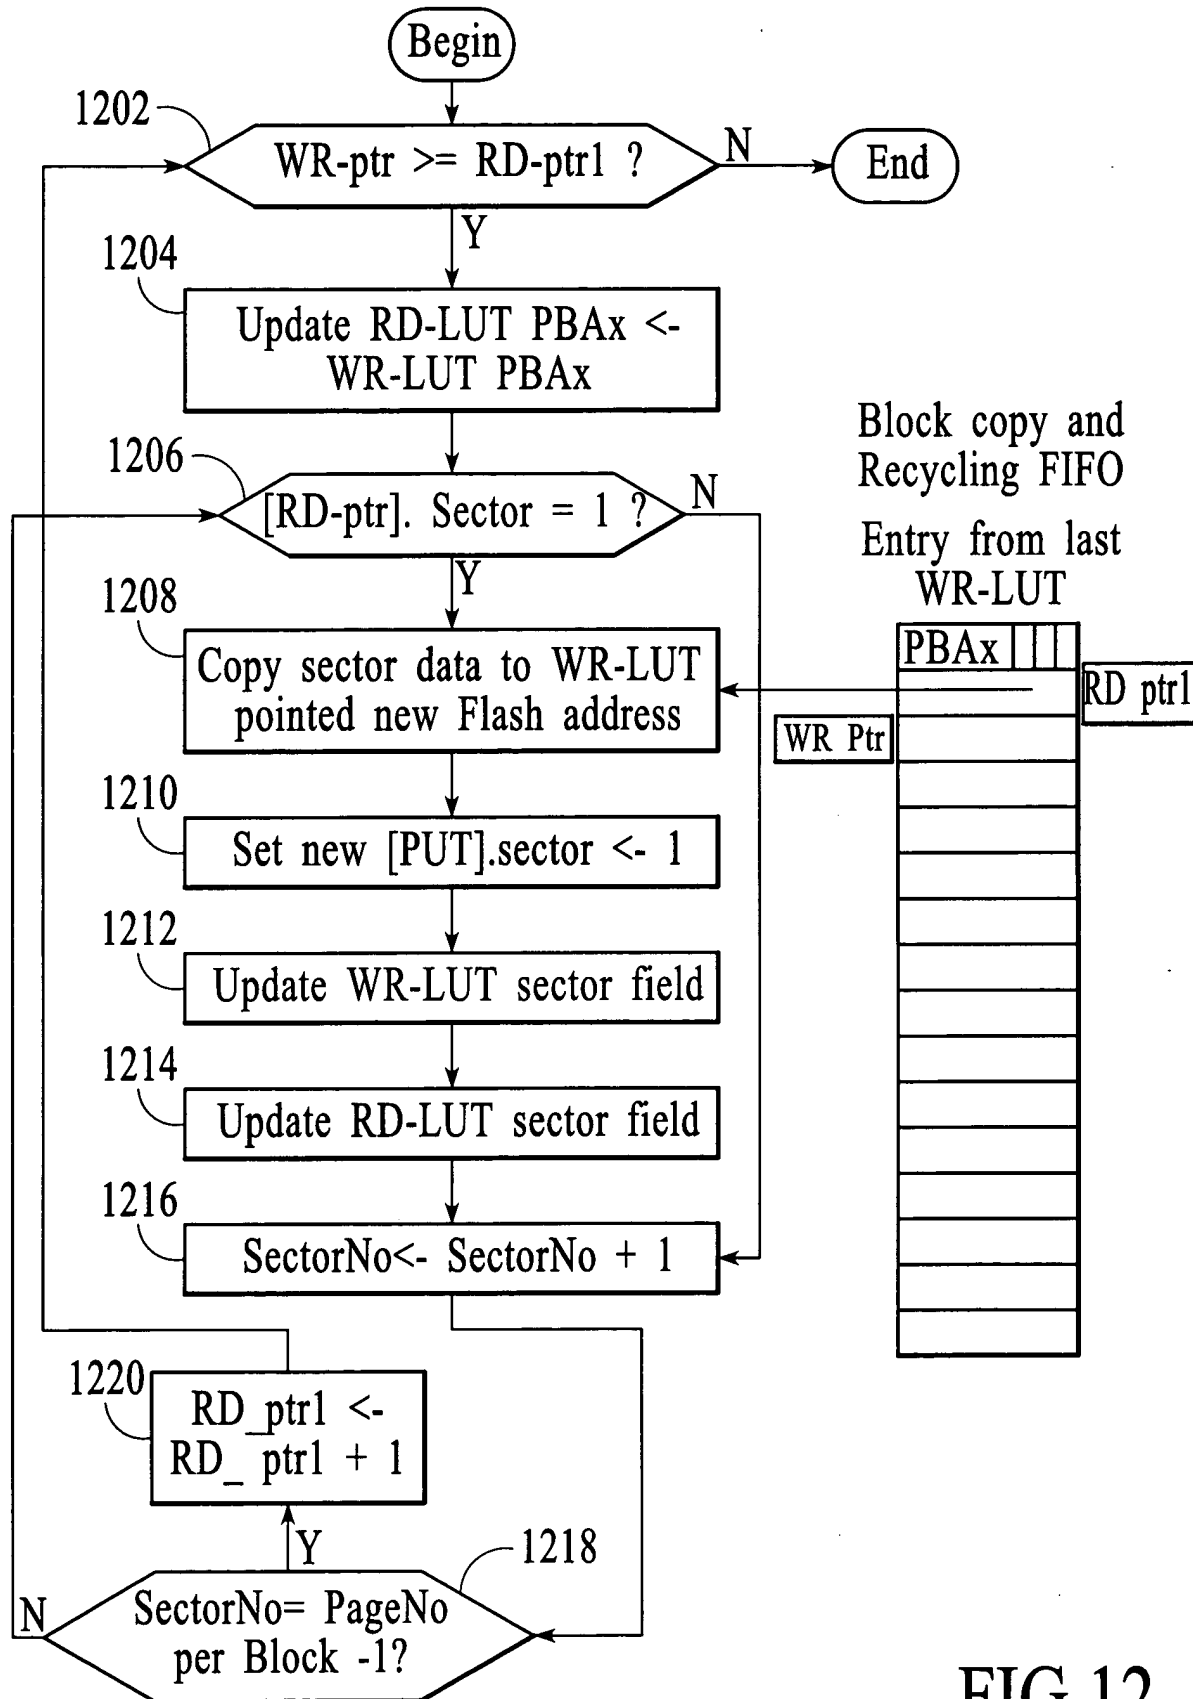 Begin
1202
WR-ptr >= RD-ptr1 ?
N
End
Y
1204
Update RD-LUT PBAx <-
WR-LUT PBAx
1206
[RD-ptr]. Sector = 1 ?
N
Y
1208
Copy sector data to WR-LUT
pointed new Flash address
1210
Set new [PUT].sector <- 1
1212
Update WR-LUT sector field
1214
Update RD-LUT sector field
1216
SectorNo<- SectorNo + 1
1220
RD_ptr1 <-
RD_ ptr1 + 1
Y
1218
N
SectorNo= PageNo
per Block -1?
Block copy and
Recycling FIFO
Entry from last
WR-LUT
PBAx
RD ptr1
WR Ptr
FIG.12